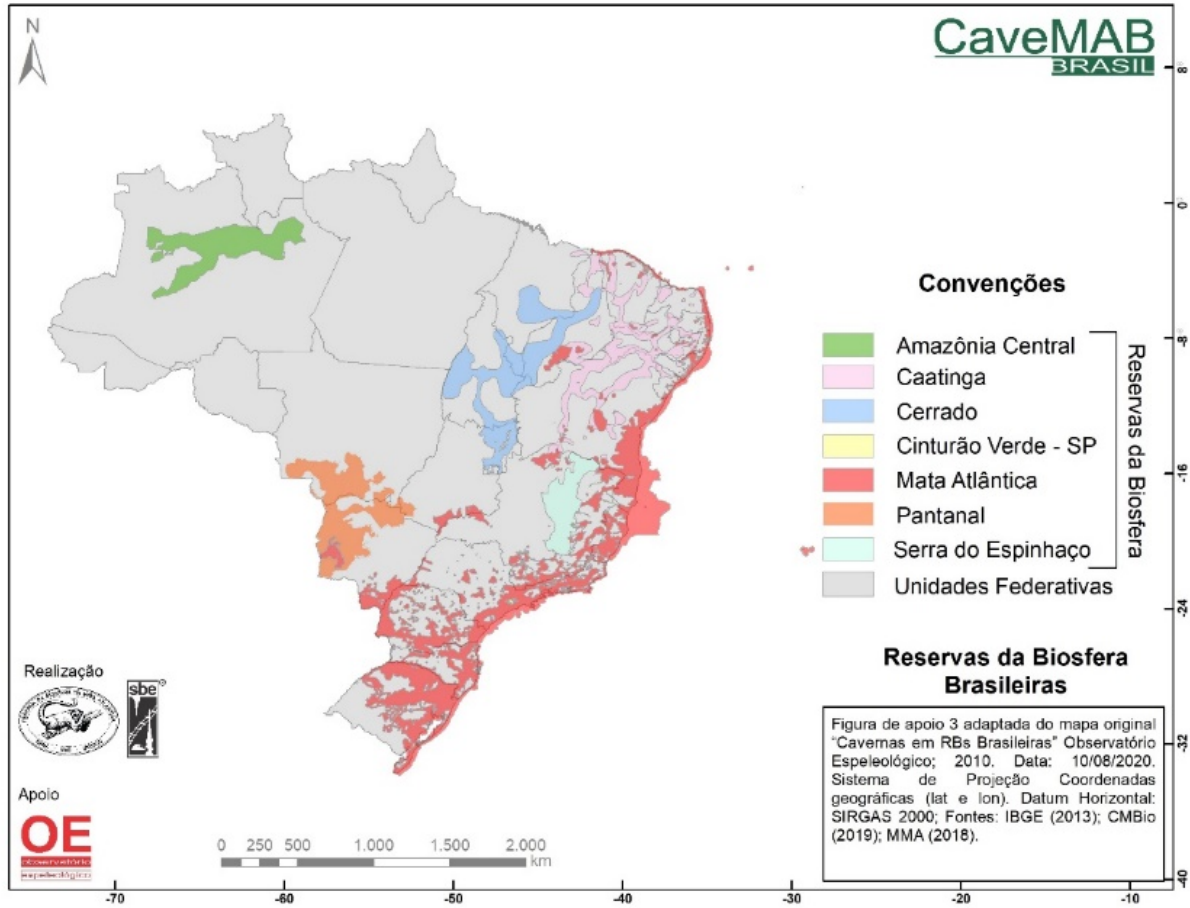 N
CaveMAB
BRASIL
8
0
-8
-16
-24
-32
-40
Convenções
Amazônia Central
Caatinga
Cerrado
Cinturão Verde - SP
Mata Atlântica
Pantanal
Serra do Espinhaço
Unidades Federativas
Reservas da Biosfera
Reservas da Biosfera
Brasileiras
Figura de apoio 3 adaptada do mapa original
"Cavernas em RBs Brasileiras" Observatório
Espeleológico; 2010. Data: 10/08/2020.
Sistema de Projeção Coordenadas
geográficas (lat e lon). Datum Horizontal:
SIRGAS 2000; Fontes: IBGE (2013); CMBio
(2019); MMA (2018).
Realização
sbe
Apoio
OE
observatório
espeleológico
0 250 500 1.000 1.500 2.000
km
-70 -60 -50 -40 -30 -20 -10